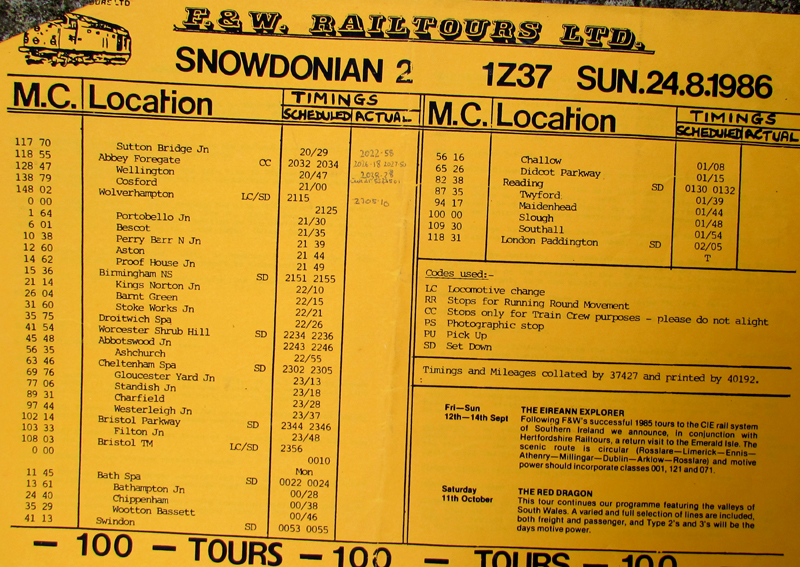 URS LTD
F.&W. RAILTOURS LTD.
SNOWDONIAN 2 1Z37 SUN.24.8.1986
M.C. Location TIMINGS
SCHEDULED ACTUAL
117 70 Sutton Bridge Jn 20/29
118 55 Abbey Foregate CC 2032 2034
128 47 Wellington 20/47
138 79 Cosford 21/00
148 02 Wolverhampton LC/SD 2115
0 00 2125
1 64 Portobello Jn 21/30
6 01 Bescot 21/35
10 38 Perry Barr N Jn 21 39
12 60 Aston 21 44
14 62 Proof House Jn 21 49
15 36 Birmingham NS SD 2151 2155
21 14 Kings Norton Jn 22/10
26 04 Barnt Green 22/15
31 60 Stoke Works Jn 22/21
35 75 Droitwich Spa 22/26
41 54 Worcester Shrub Hill SD 2234 2236
45 48 Abbotswood Jn 2243 2246
56 35 Ashchurch 22/55
63 46 Cheltenham Spa SD 2302 2305
69 76 Gloucester Yard Jn 23/13
77 06 Standish Jn 23/18
89 31 Charfield 23/28
97 44 Westerleigh Jn 23/37
102 14 Bristol Parkway SD 2344 2346
103 33 Filton Jn 23/48
108 03 Bristol TM LC/SD 2356
0 00 0010
Mon
11 45 Bath Spa SD 0022 0024
13 61 Bathampton Jn 00/28
24 40 Chippenham 00/38
35 29 Wootton Bassett 00/46
41 13 Swindon SD 0053 0055
M.C. Location TIMINGS
SCHEDULED ACTUAL
56 16 Challow 01/08
65 26 Didcot Parkway 01/15
82 38 Reading SD 0130 0132
87 35 Twyford 01/39
94 17 Maidenhead 01/44
100 00 Slough 01/48
109 30 Southall 01/54
118 31 London Paddington SD 02/05
T
Codes used:-
LC Locomotive change
RR Stops for Running Round Movement
CC Stops only for Train Crew purposes - please do not alight
PS Photographic stop
PU Pick Up
SD Set Down
Timings and Mileages collated by 37427 and printed by 40192.
Fri—Sun
12th—14th Sept
THE EIREANN EXPLORER
Following F&W's successful 1985 tours to the CIE rail system
of Southern Ireland we announce, in conjunction with
Hertfordshire Railtours, a return visit to the Emerald Isle. The
scenic route is circular (Rosslare—Limerick—Ennis—
Athenry—Millingar—Dublin—Arklow—Rosslare) and motive
power should incorporate classes 001, 121 and 071.
Saturday
11th October
THE RED DRAGON
This tour continues our programme featuring the valleys of
South Wales. A varied and full selection of lines are included,
both freight and passenger, and Type 2's and 3's will be the
days motive power.
— 100 — TOURS — 100 — TOURS — 100